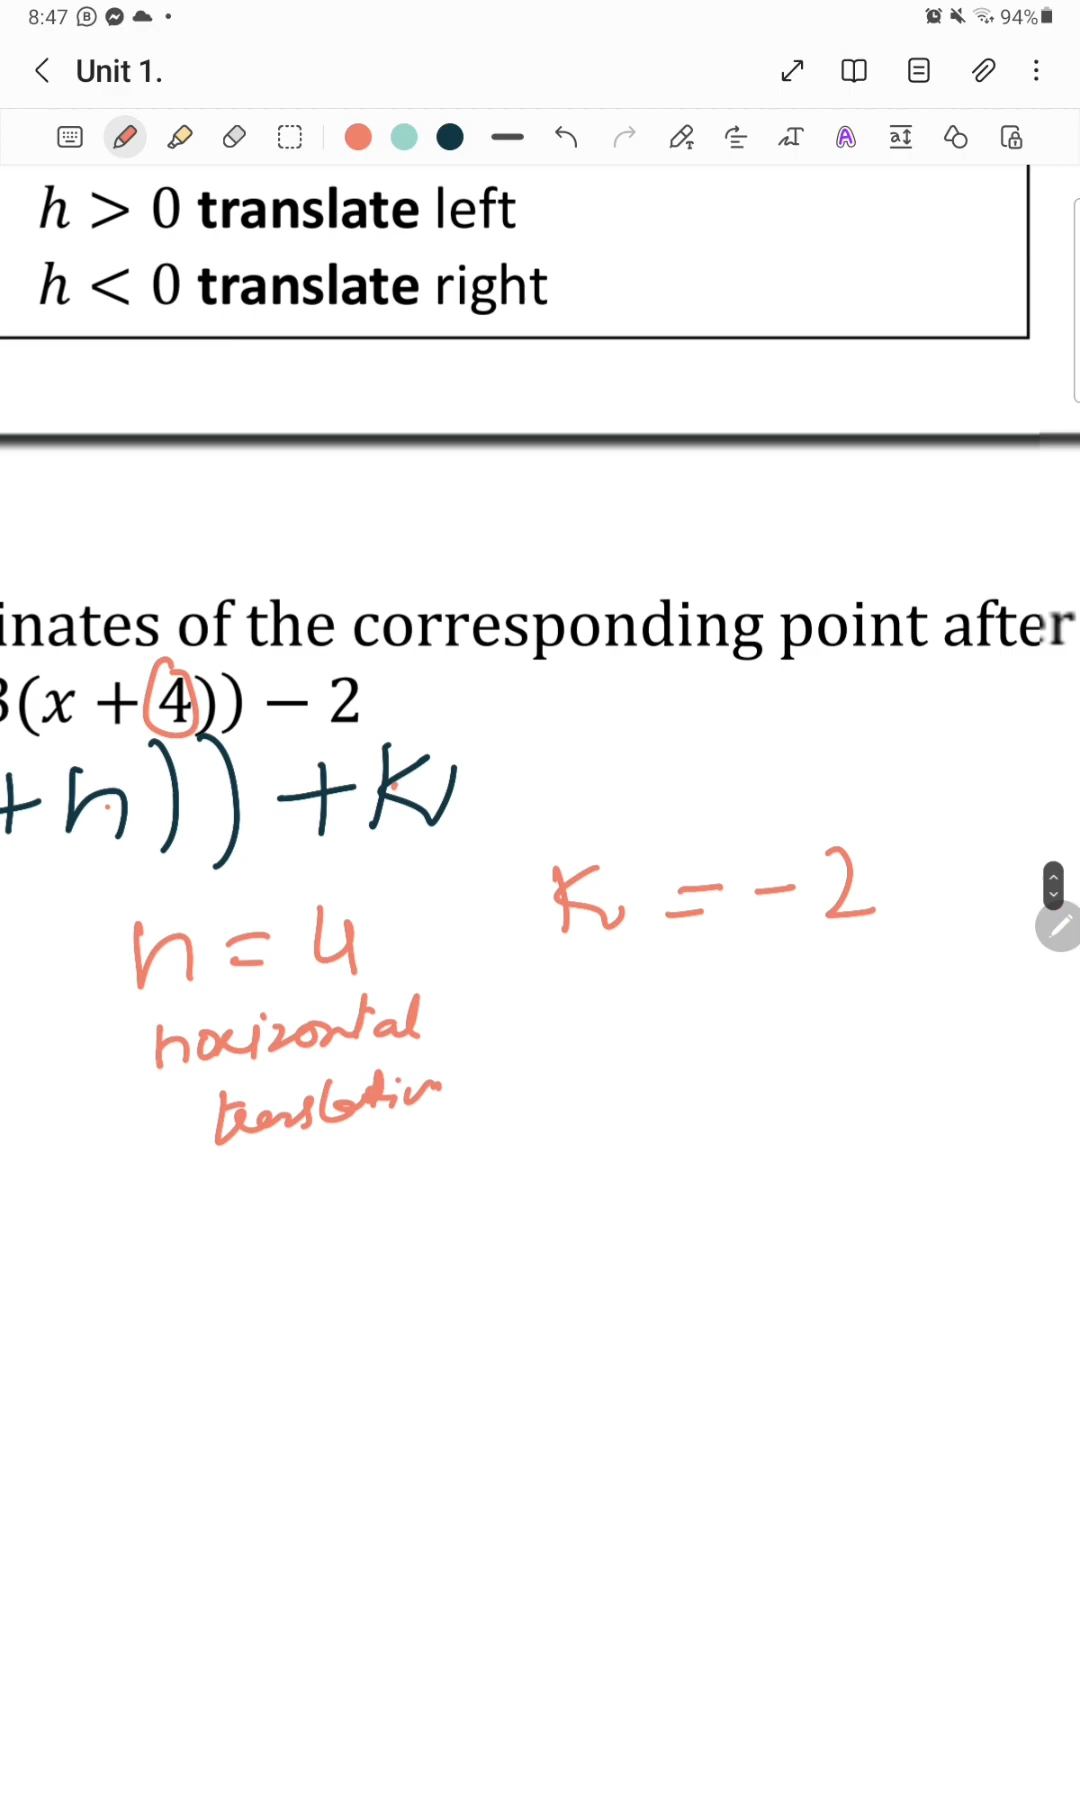 8:47 94%
Unit 1.
h > 0 translate left
h < 0 translate right
inates of the corresponding point after
3(x + 4)) − 2
+h)) +K
K = -2
h = 4
horizontal
translation